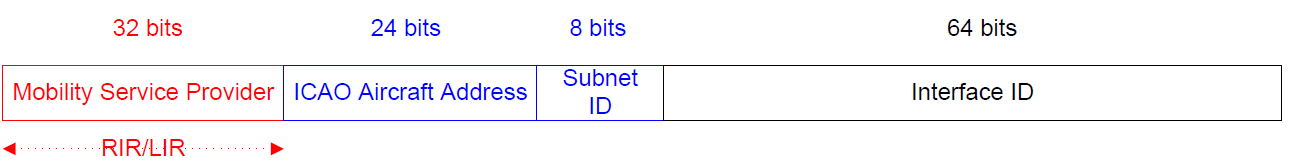 32 bits 24 bits 8 bits 64 bits
Mobility Service Provider ICAO Aircraft Address Subnet ID Interface ID
RIR/LIR